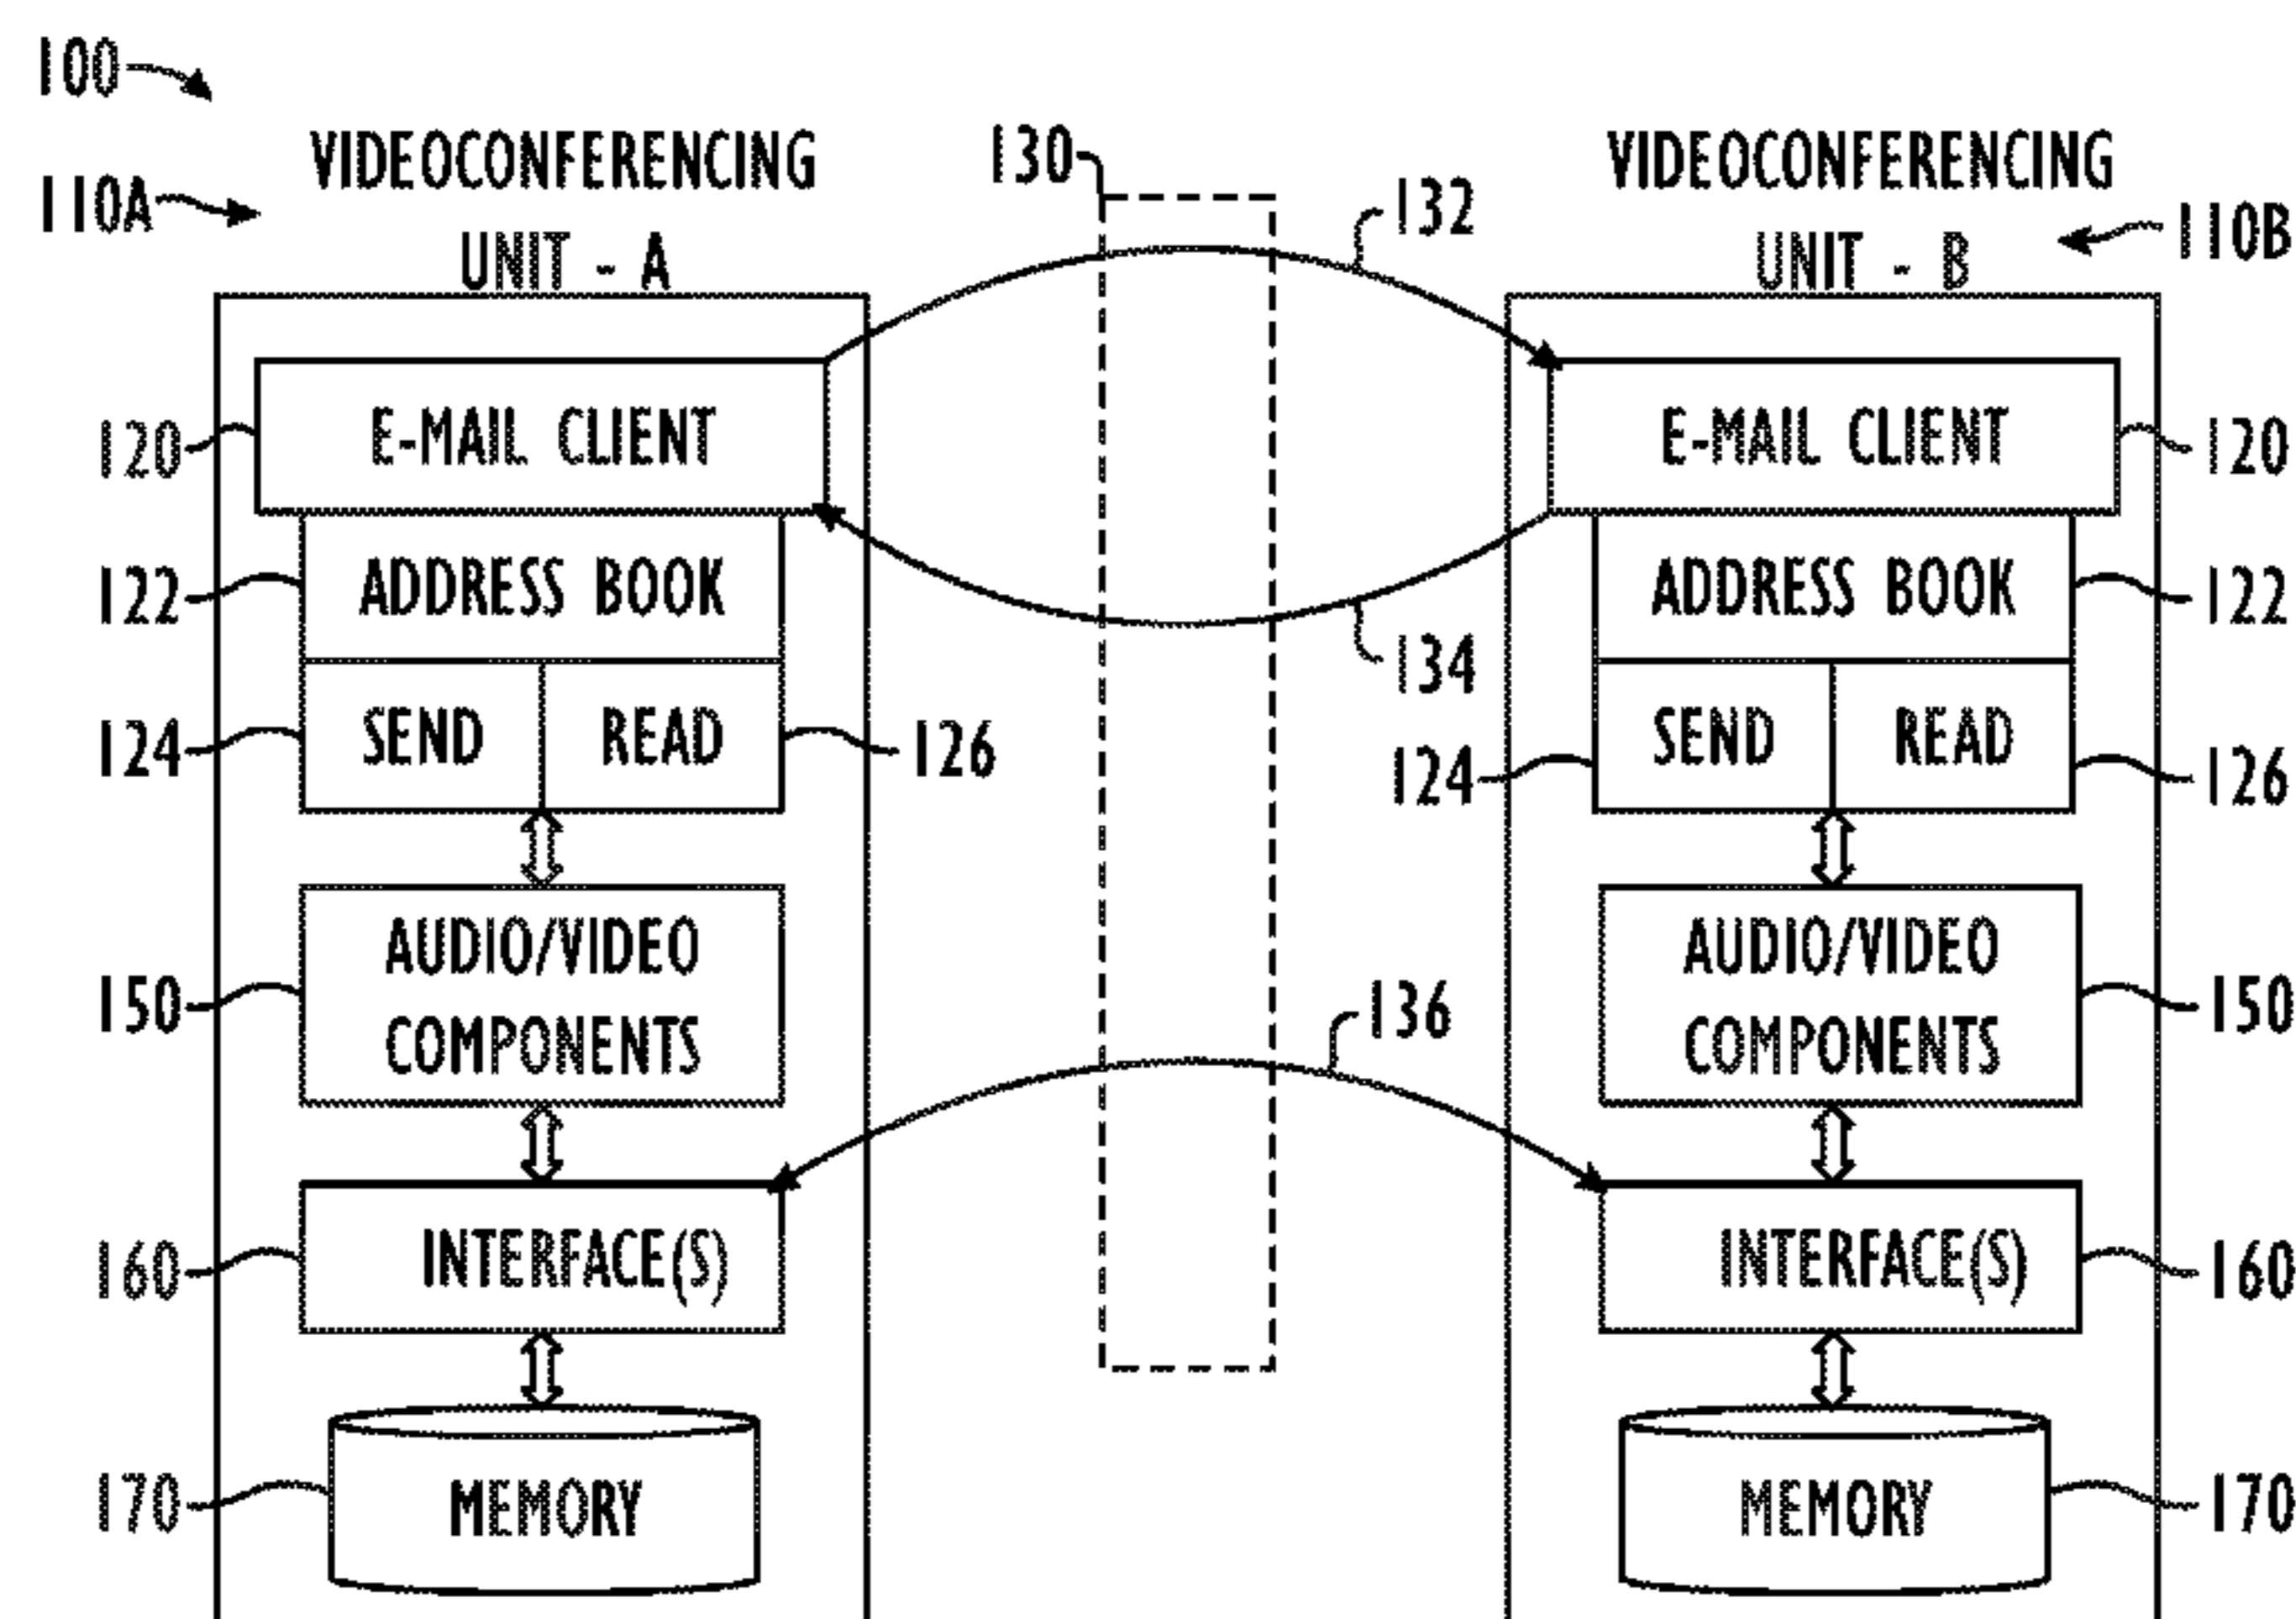 100
VIDEOCONFERENCING
UNIT - A
110A
130
132
VIDEOCONFERENCING
UNIT - B
110B
E-MAIL CLIENT
120
ADDRESS BOOK
122
SEND
READ
124
126
AUDIO/VIDEO
COMPONENTS
150
INTERFACE(S)
160
MEMORY
170
134
136
E-MAIL CLIENT
120
ADDRESS BOOK
122
SEND
READ
124
126
AUDIO/VIDEO
COMPONENTS
150
INTERFACE(S)
160
MEMORY
170